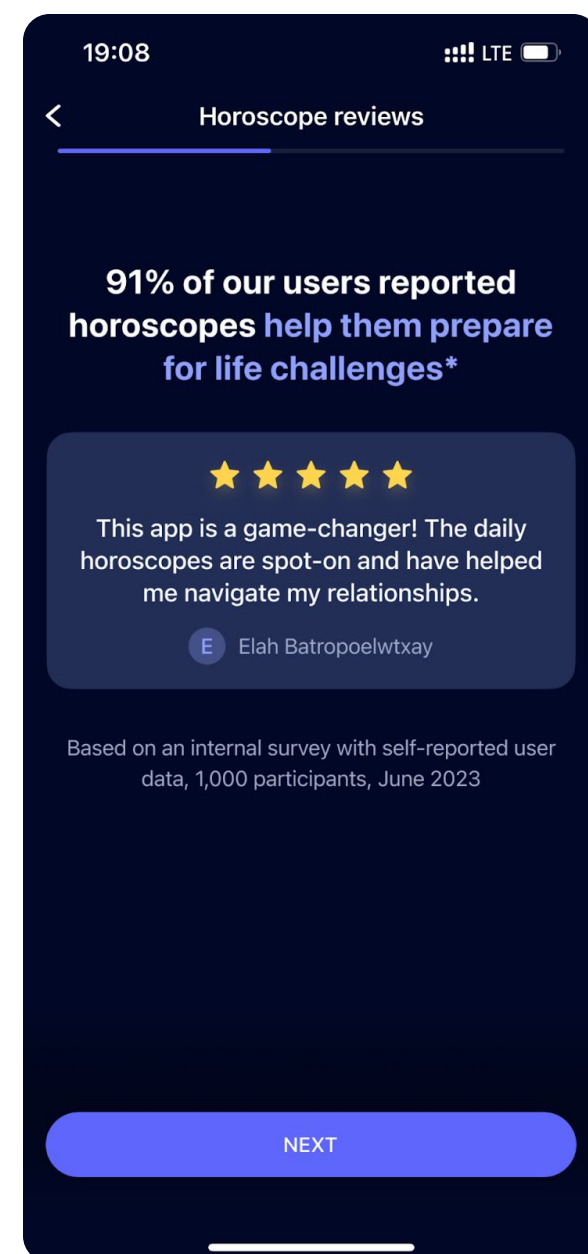 19:08
LTE
Horoscope reviews
91% of our users reported
horoscopes help them prepare
for life challenges*
This app is a game-changer! The daily
horoscopes are spot-on and have helped
me navigate my relationships.
E Elah Batropoelwtxay
Based on an internal survey with self-reported user
data, 1,000 participants, June 2023
NEXT